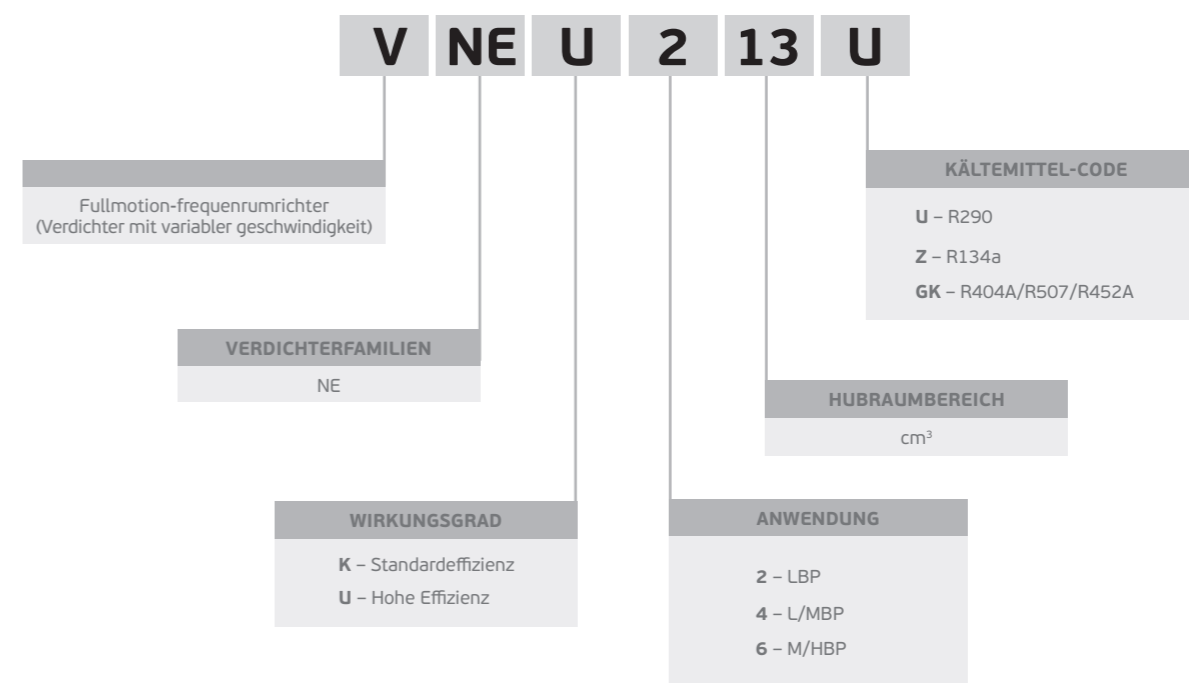 V NE U 2 13 U
Fullmotion-frequenrumrichter
(Verdichter mit variabler geschwindigkeit)
KÄLTEMITTEL-CODE
U – R290
Z – R134a
GK – R404A/R507/R452A
VERDICHTERFAMILIEN
NE
HUBRAUMBEREICH
cm³
WIRKUNGSGRAD
K – Standardeffizienz
U – Hohe Effizienz
ANWENDUNG
2 – LBP
4 – L/MBP
6 – M/HBP